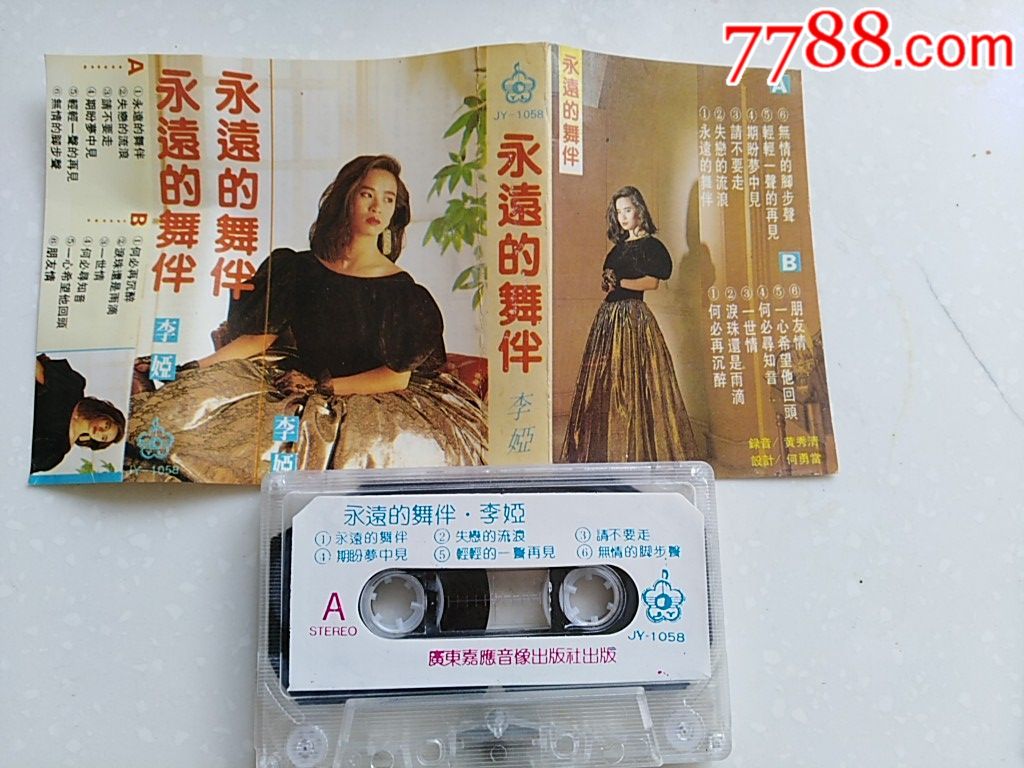 7788.com
A
①永遠的舞伴
②失戀的流浪
③請不要走
④期盼夢中見
⑤輕輕一聲的再見
⑥無情的腳步聲
B
①何必再沉醉
②淚珠還是雨滴
③一世情
④何必尋知音
⑤一心希望他回頭
⑥朋友情
永遠的舞伴
李婭
JY-1058
永遠的舞伴
李婭
JY-1058
永遠的舞伴
李婭
永遠的舞伴
A
⑥無情的腳步聲
⑤輕輕一聲的再見
④期盼夢中見
③請不要走
②失戀的流浪
①永遠的舞伴
B
⑥朋友情
⑤一心希望他回頭
④何必尋知音
③一世情
②淚珠還是雨滴
①何必再沉醉
錄音/黃秀清
設計/何勇當
永遠的舞伴·李婭
①永遠的舞伴 ②失戀的流浪 ③請不要走
④期盼夢中見 ⑤輕輕的一聲再見 ⑥無情的腳步聲
A
STEREO
JY
JY-1058
廣東嘉應音像出版社出版